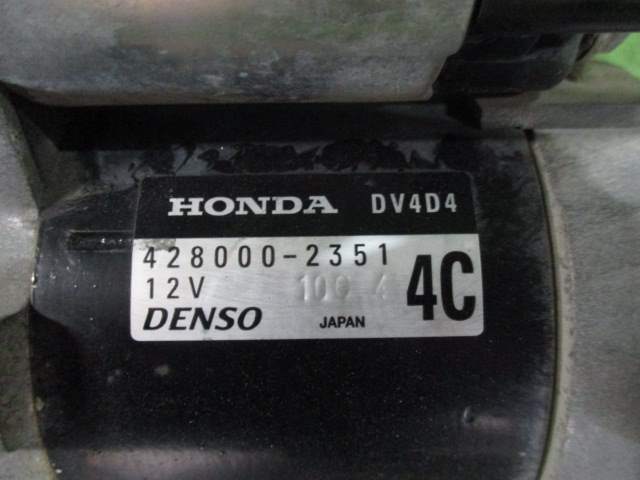 HONDA DV4D4
428000-2351
12V 4C
DENSO JAPAN